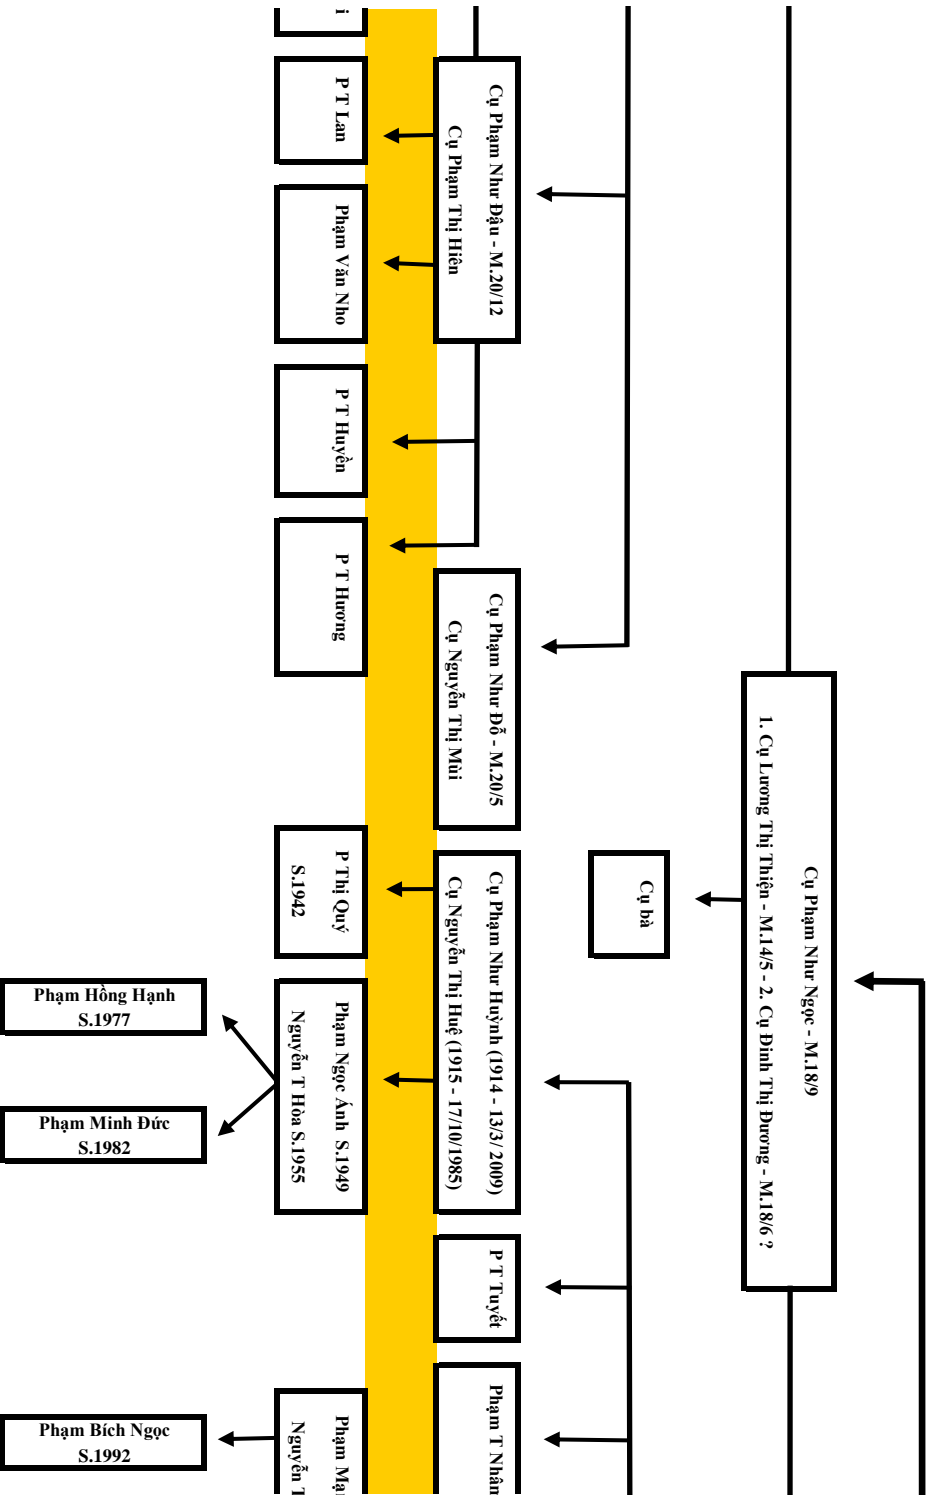 Cụ Phạm Như Ngọc - M.18/9
1. Cụ Lương Thị Thiện - M.14/5 - 2. Cụ Đinh Thị Đương - M.18/6 ?
Cụ bà
Cụ Phạm Như Đậu - M.20/12
Cụ Phạm Thị Hiên
Cụ Phạm Như Đỗ - M.20/5
Cụ Nguyễn Thị Mùi
Cụ Phạm Như Huỳnh (1914 - 13/3/2009)
Cụ Nguyễn Thị Huệ (1915 - 17/10/1985)
P T Tuyết
Phạm T Nhâm
i
P T Lan
Phạm Văn Nho
P T Huyền
P T Hương
P Thị Quý
S.1942
Phạm Ngọc Ánh S.1949
Nguyễn T Hòa S.1955
Phạm
Nguyễn
Phạm Hồng Hạnh
S.1977
Phạm Minh Đức
S.1982
Phạm Bích Ngọc
S.1992